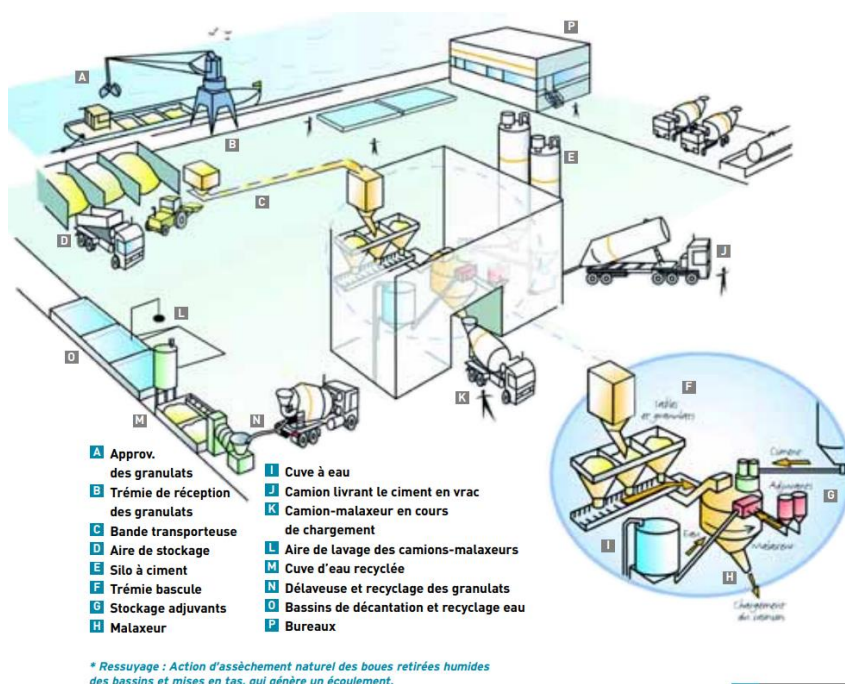 P
A
B
E
C
D
J
L
O
K
F
M
N
Sables
et granulats
Ciment
Adjuvants
G
I
Eau
Malaxeur
H
Chargement
du camion
A Approv.
des granulats
B Trémie de réception
des granulats
C Bande transporteuse
D Aire de stockage
E Silo à ciment
F Trémie bascule
G Stockage adjuvants
H Malaxeur
I Cuve à eau
J Camion livrant le ciment en vrac
K Camion-malaxeur en cours
de chargement
L Aire de lavage des camions-malaxeurs
M Cuve d'eau recyclée
N Délaveuse et recyclage des granulats
O Bassins de décantation et recyclage eau
P Bureaux
* Ressuyage : Action d'assèchement naturel des boues retirées humides
des bassins et mises en tas, qui génère un écoulement.